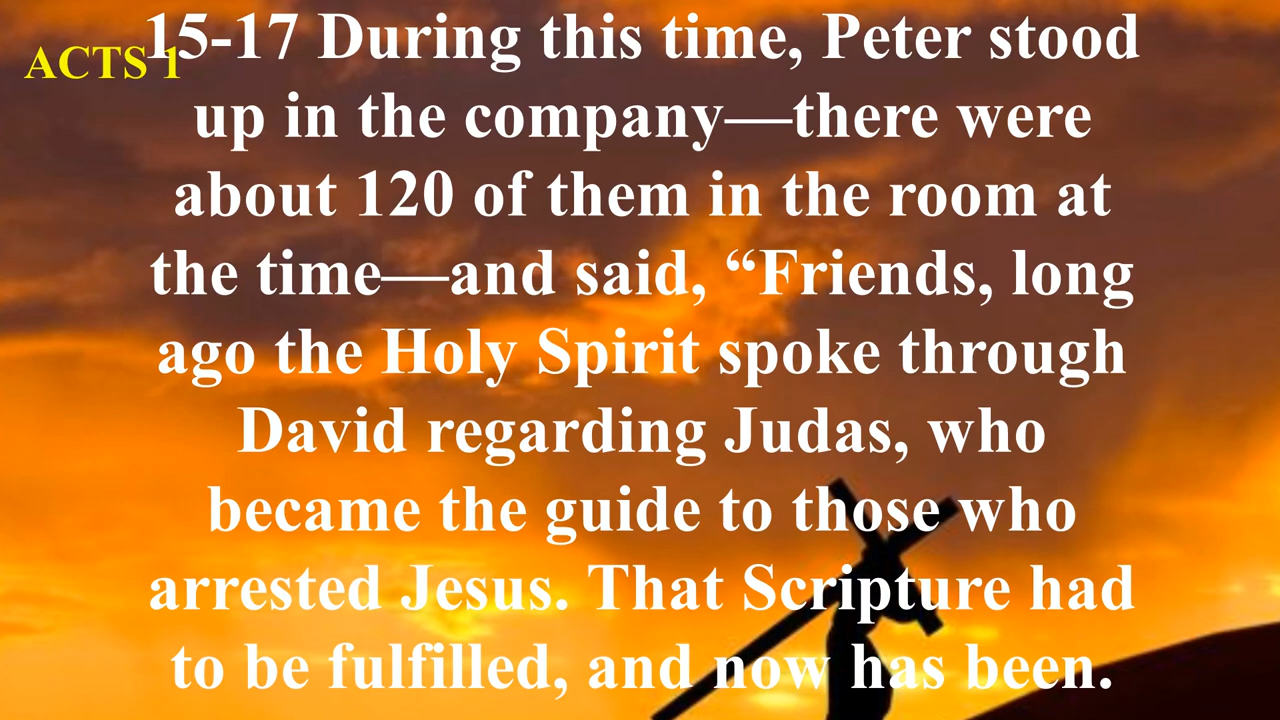 ACTS 1
15-17 During this time, Peter stood
up in the company—there were
about 120 of them in the room at
the time—and said, “Friends, long
ago the Holy Spirit spoke through
David regarding Judas, who
became the guide to those who
arrested Jesus. That Scripture had
to be fulfilled, and now has been.